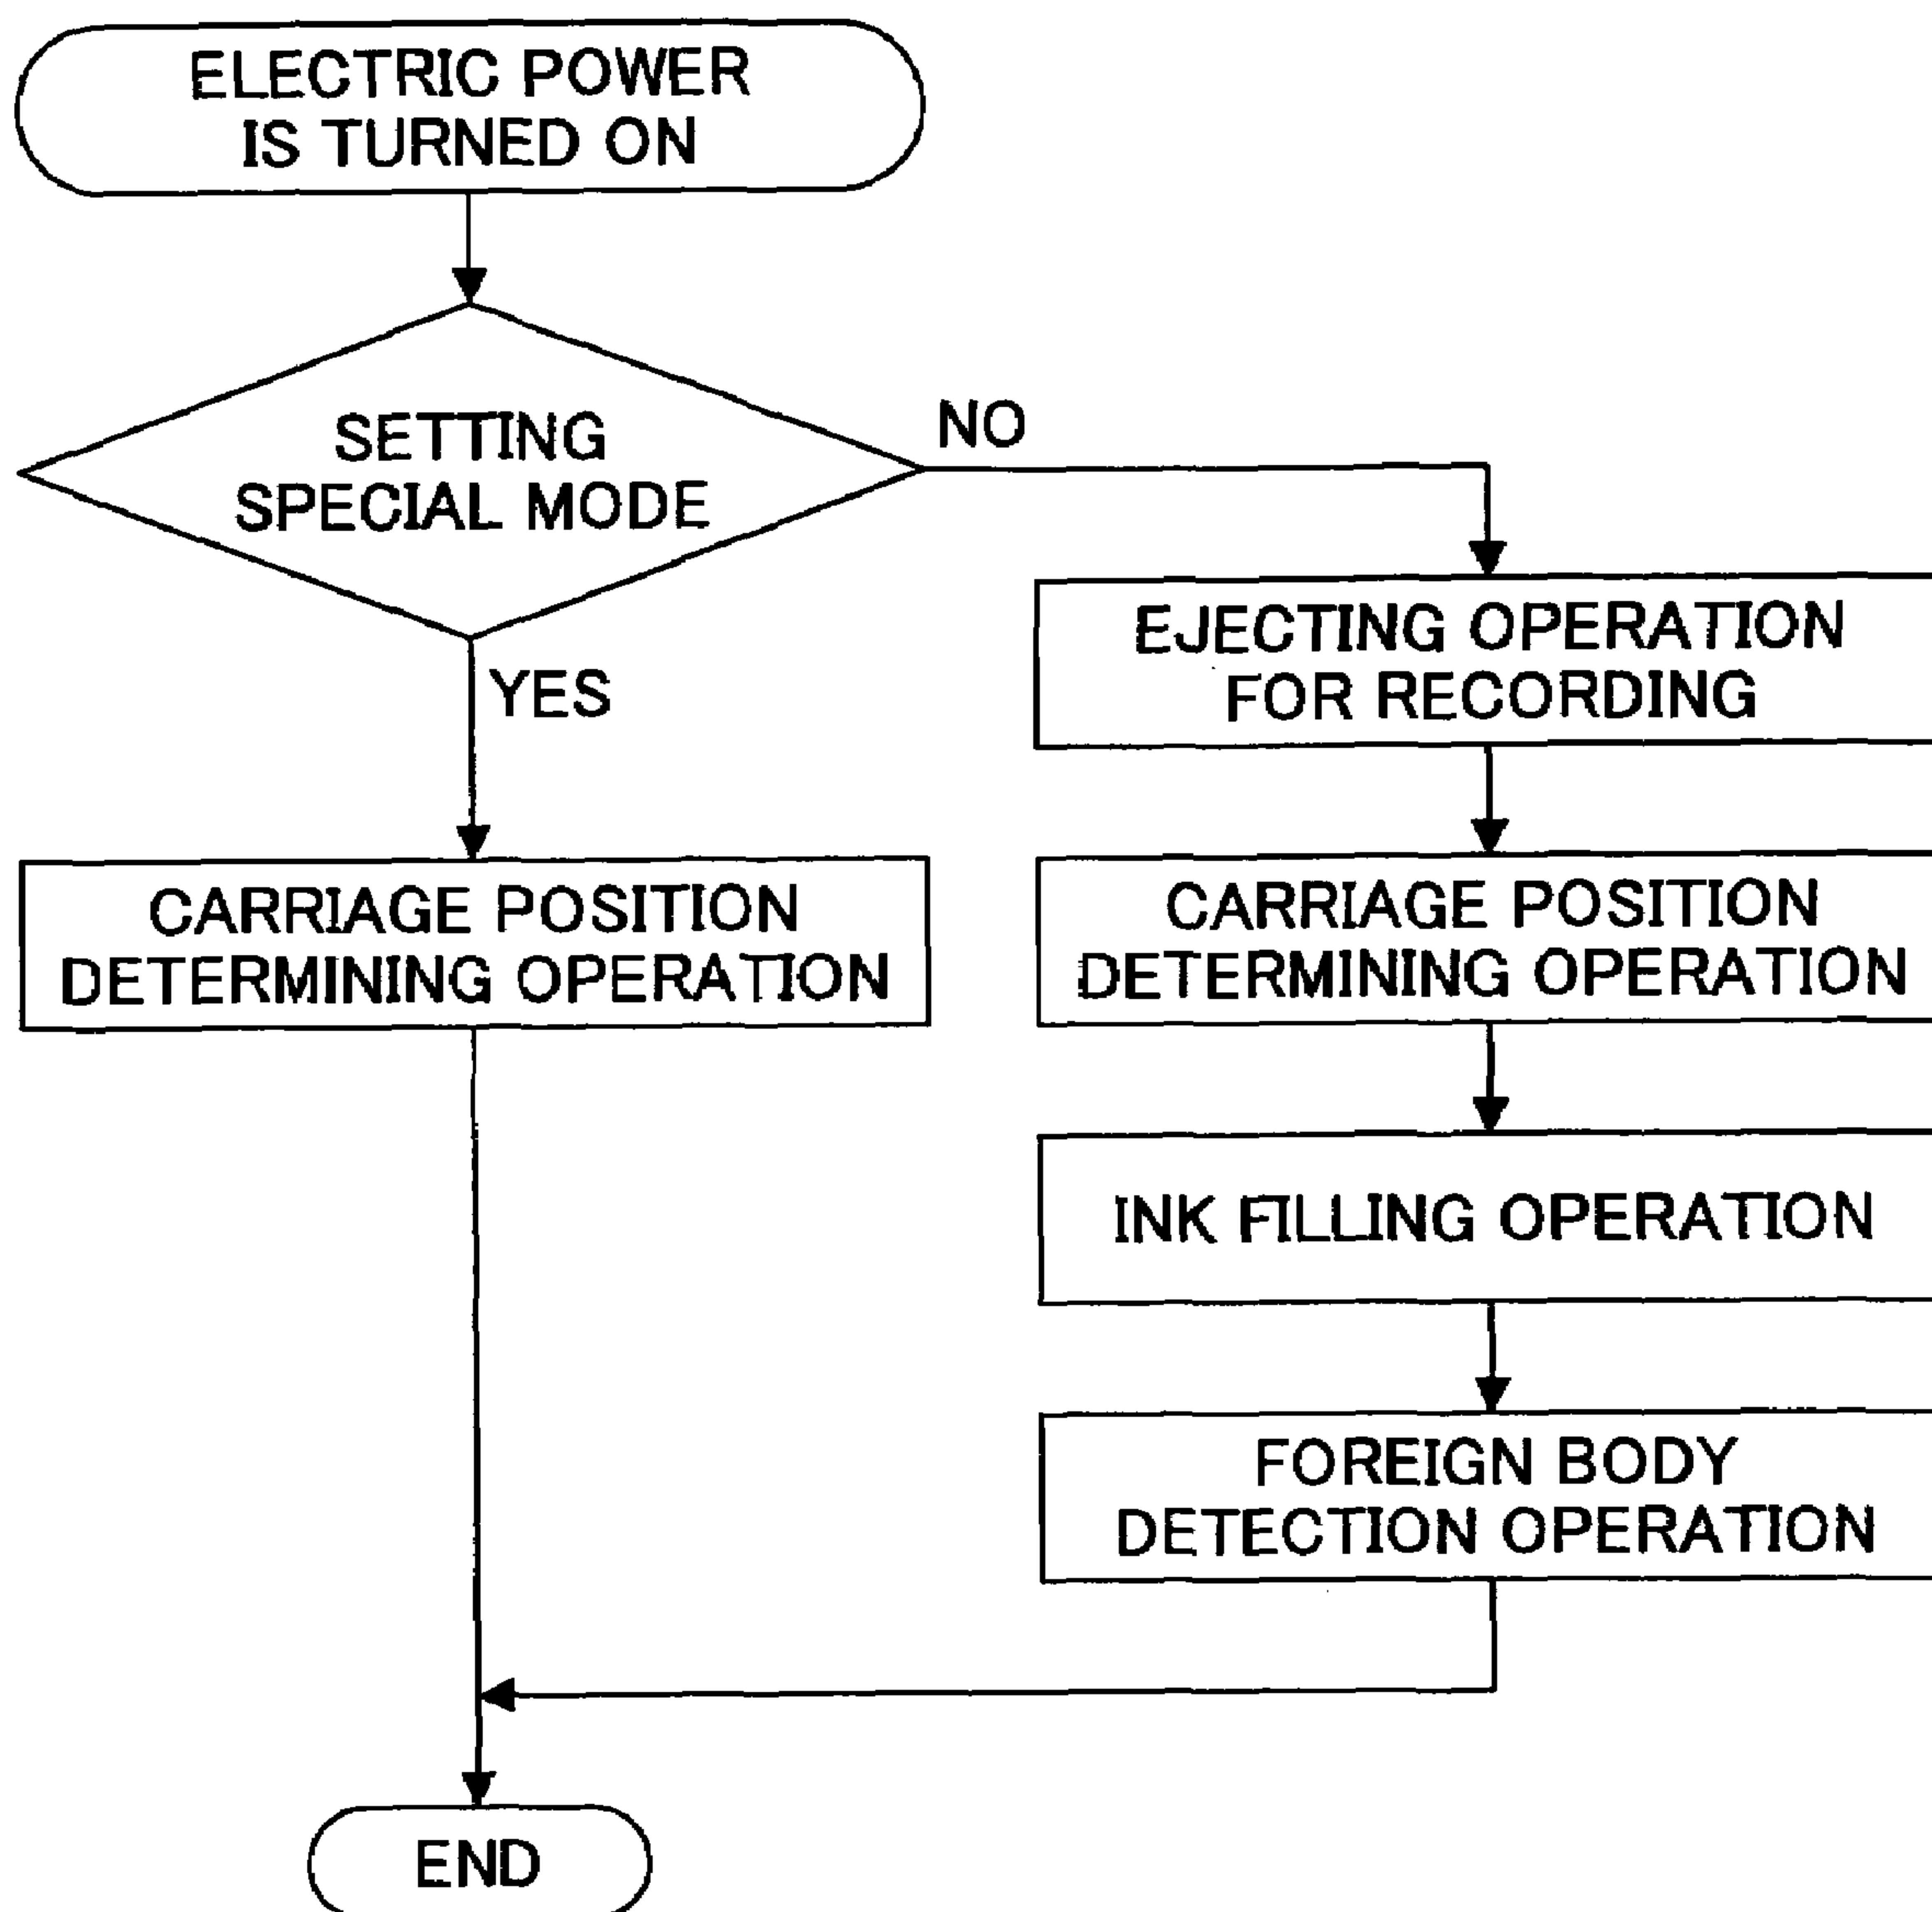 ELECTRIC POWER
IS TURNED ON
SETTING
SPECIAL MODE
NO
YES
EJECTING OPERATION
FOR RECORDING
CARRIAGE POSITION
DETERMINING OPERATION
CARRIAGE POSITION
DETERMINING OPERATION
INK FILLING OPERATION
FOREIGN BODY
DETECTION OPERATION
END